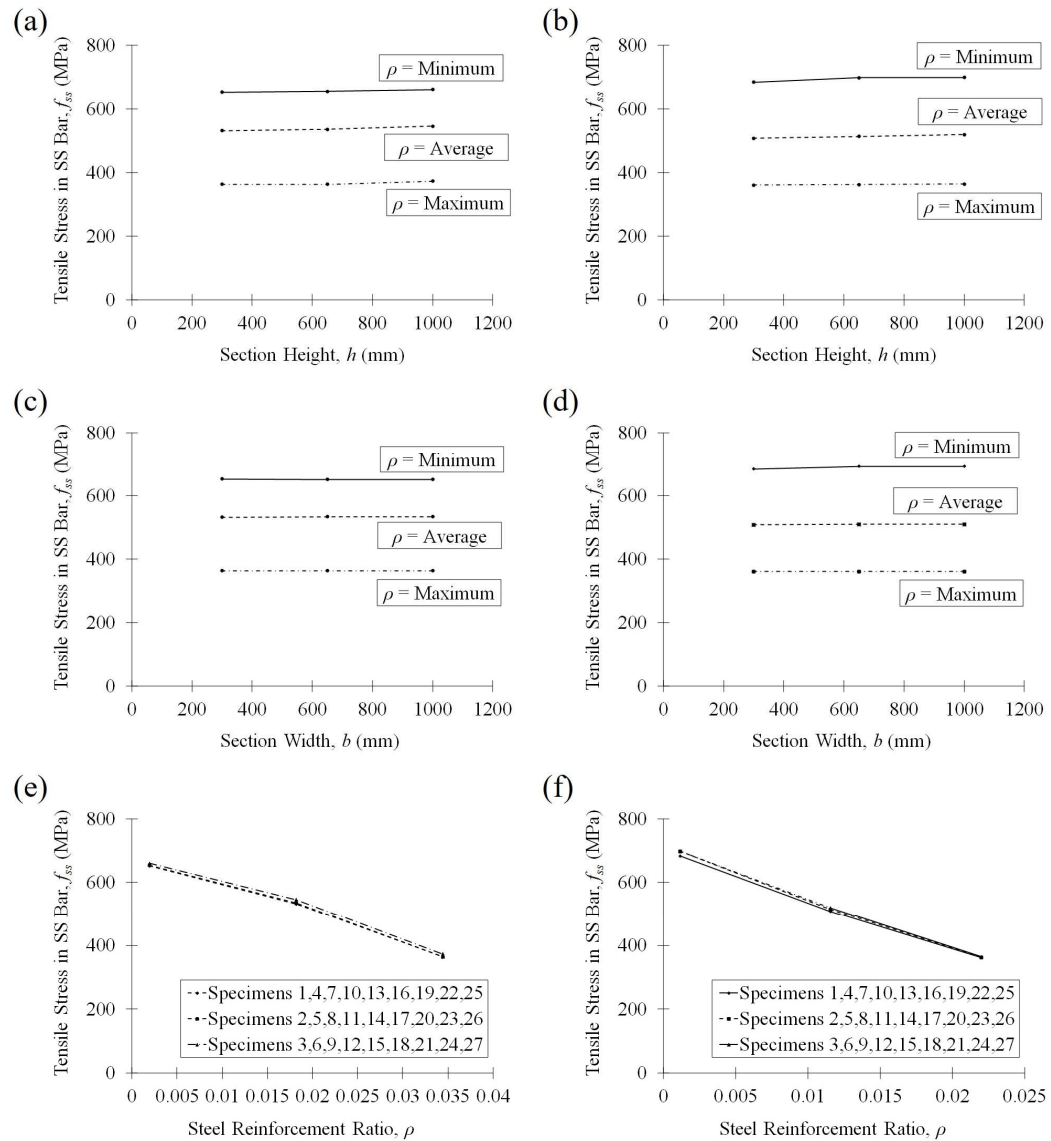 (a)
Tensile Stress in SS Bar, fss (MPa)
800
600
400
200
0
ρ = Minimum
ρ = Average
ρ = Maximum
0 200 400 600 800 1000 1200
Section Height, h (mm)
(b)
Tensile Stress in SS Bar, fss (MPa)
800
600
400
200
0
ρ = Minimum
ρ = Average
ρ = Maximum
0 200 400 600 800 1000 1200
Section Height, h (mm)
(c)
Tensile Stress in SS Bar, fss (MPa)
800
600
400
200
0
ρ = Minimum
ρ = Average
ρ = Maximum
0 200 400 600 800 1000 1200
Section Width, b (mm)
(d)
Tensile Stress in SS Bar, fss (MPa)
800
600
400
200
0
ρ = Minimum
ρ = Average
ρ = Maximum
0 200 400 600 800 1000 1200
Section Width, b (mm)
(e)
Tensile Stress in SS Bar, fss (MPa)
800
600
400
200
0
Specimens 1,4,7,10,13,16,19,22,25
Specimens 2,5,8,11,14,17,20,23,26
Specimens 3,6,9,12,15,18,21,24,27
0 0.005 0.01 0.015 0.02 0.025 0.03 0.035 0.04
Steel Reinforcement Ratio, ρ
(f)
Tensile Stress in SS Bar, fss (MPa)
800
600
400
200
0
Specimens 1,4,7,10,13,16,19,22,25
Specimens 2,5,8,11,14,17,20,23,26
Specimens 3,6,9,12,15,18,21,24,27
0 0.005 0.01 0.015 0.02 0.025
Steel Reinforcement Ratio, ρ